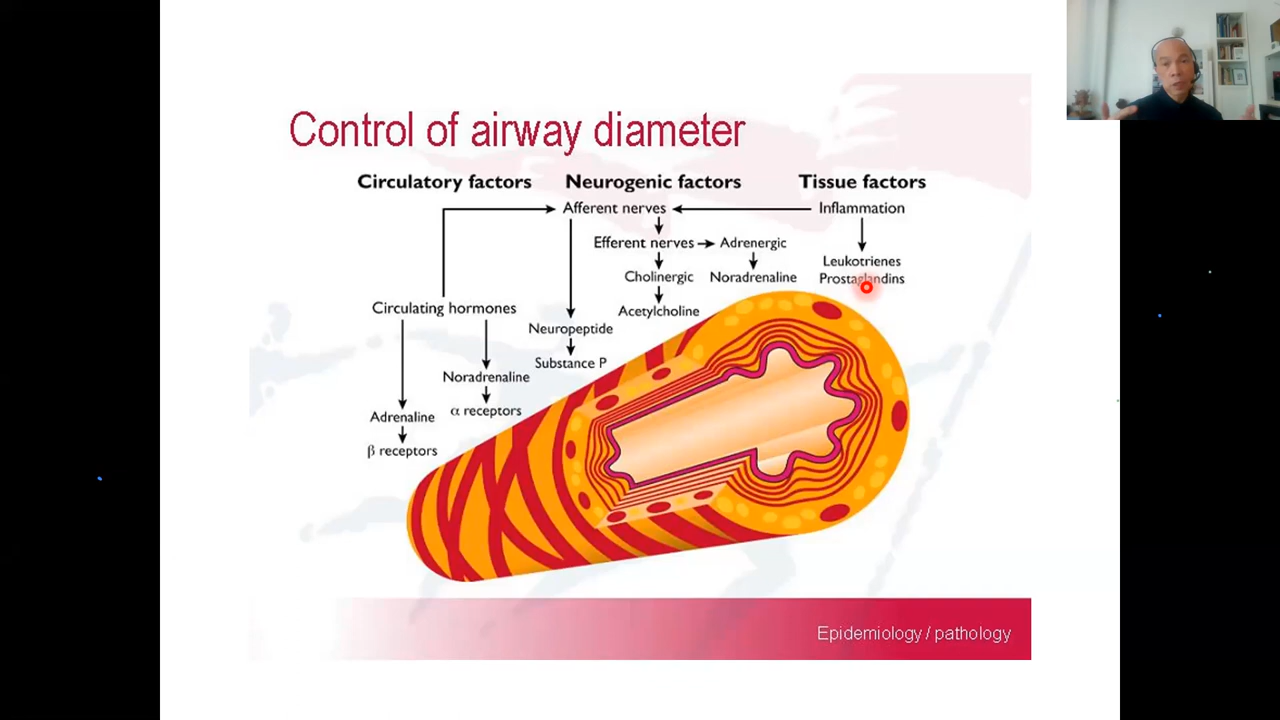 Control of airway diameter
Circulatory factors
Neurogenic factors
Tissue factors
Afferent nerves
Inflammation
Efferent nerves
Adrenergic
Leukotrienes
Prostaglandins
Cholinergic
Noradrenaline
Circulating hormones
Acetylcholine
Neuropeptide
Substance P
Noradrenaline
α receptors
Adrenaline
β receptors
Epidemiology / pathology